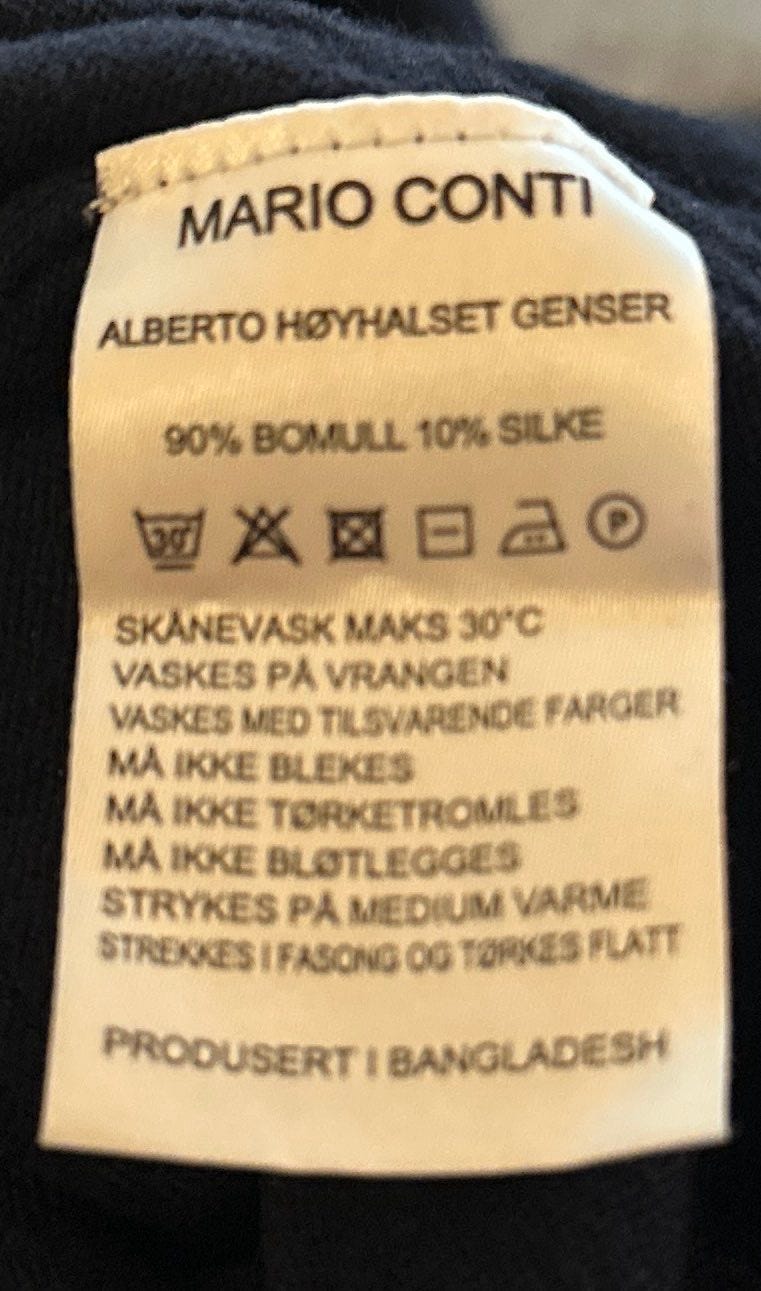 MARIO CONTI
ALBERTO HØYHALSET GENSER
90% BOMULL 10% SILKE
30° P
SKÅNEVASK MAKS 30°C
VASKES PÅ VRANGEN
VASKES MED TILSVARENDE FARGER
MÅ IKKE BLEKES
MÅ IKKE TØRKETROMLES
MÅ IKKE BLØTLEGGES
STRYKES PÅ MEDIUM VARME
STREKKES I FASONG OG TØRKES FLATT
PRODUSERT I BANGLADESH